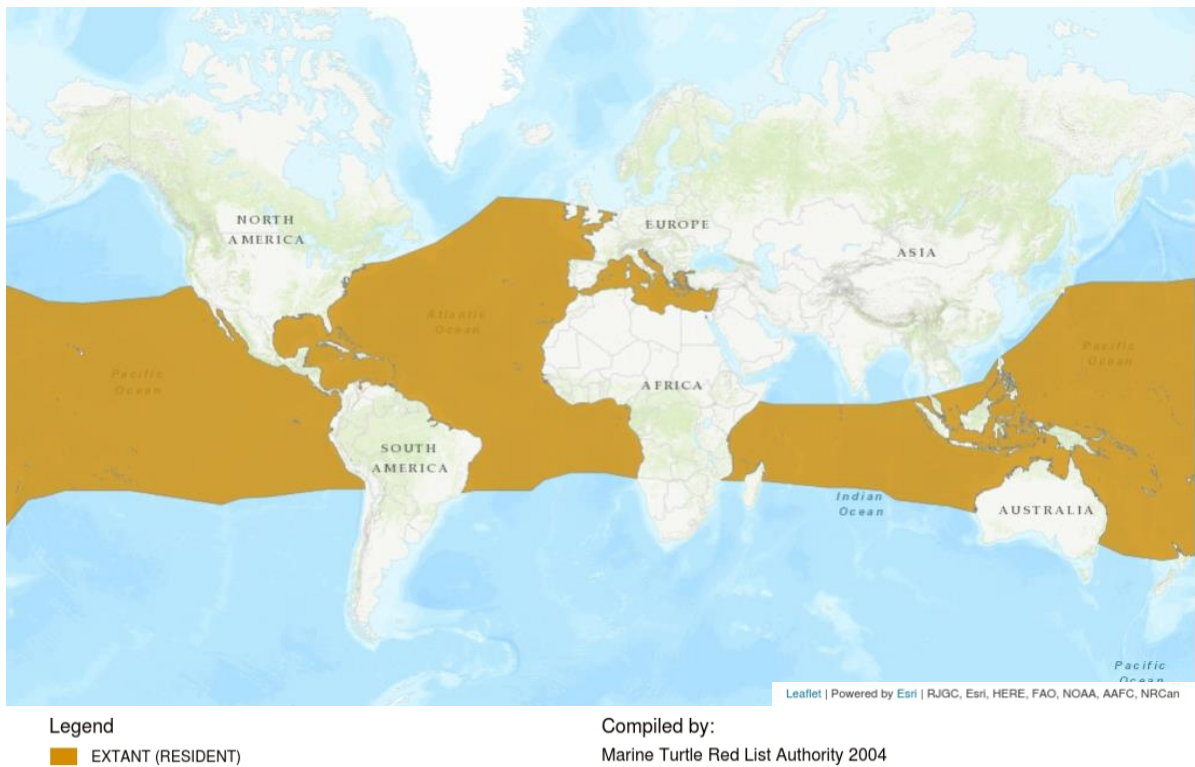 NORTH
AMERICA
EUROPE
ASIA
Atlantic
Ocean
Pacific
Ocean
Pacific
Ocean
AFRICA
SOUTH
AMERICA
Indian
Ocean
AUSTRALIA
Pacific
Ocean
Leaflet | Powered by Esri | RJGC, Esri, HERE, FAO, NOAA, AAFC, NRCan
Legend
EXTANT (RESIDENT)
Compiled by:
Marine Turtle Red List Authority 2004